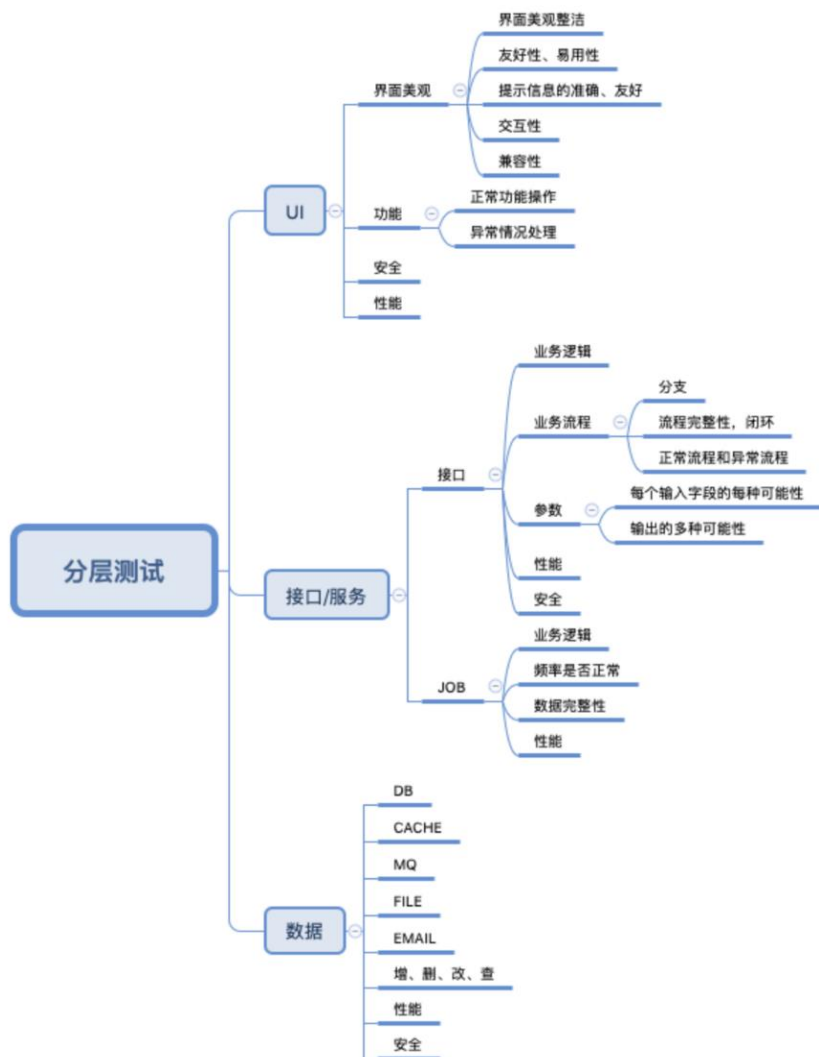 分层测试
UI
界面美观
界面美观整洁
友好性、易用性
提示信息的准确、友好
交互性
兼容性
功能
正常功能操作
异常情况处理
安全
性能
接口/服务
接口
业务逻辑
业务流程
分支
流程完整性，闭环
正常流程和异常流程
参数
每个输入字段的每种可能性
输出的多种可能性
性能
安全
JOB
业务逻辑
频率是否正常
数据完整性
性能
数据
DB
CACHE
MQ
FILE
EMAIL
增、删、改、查
性能
安全